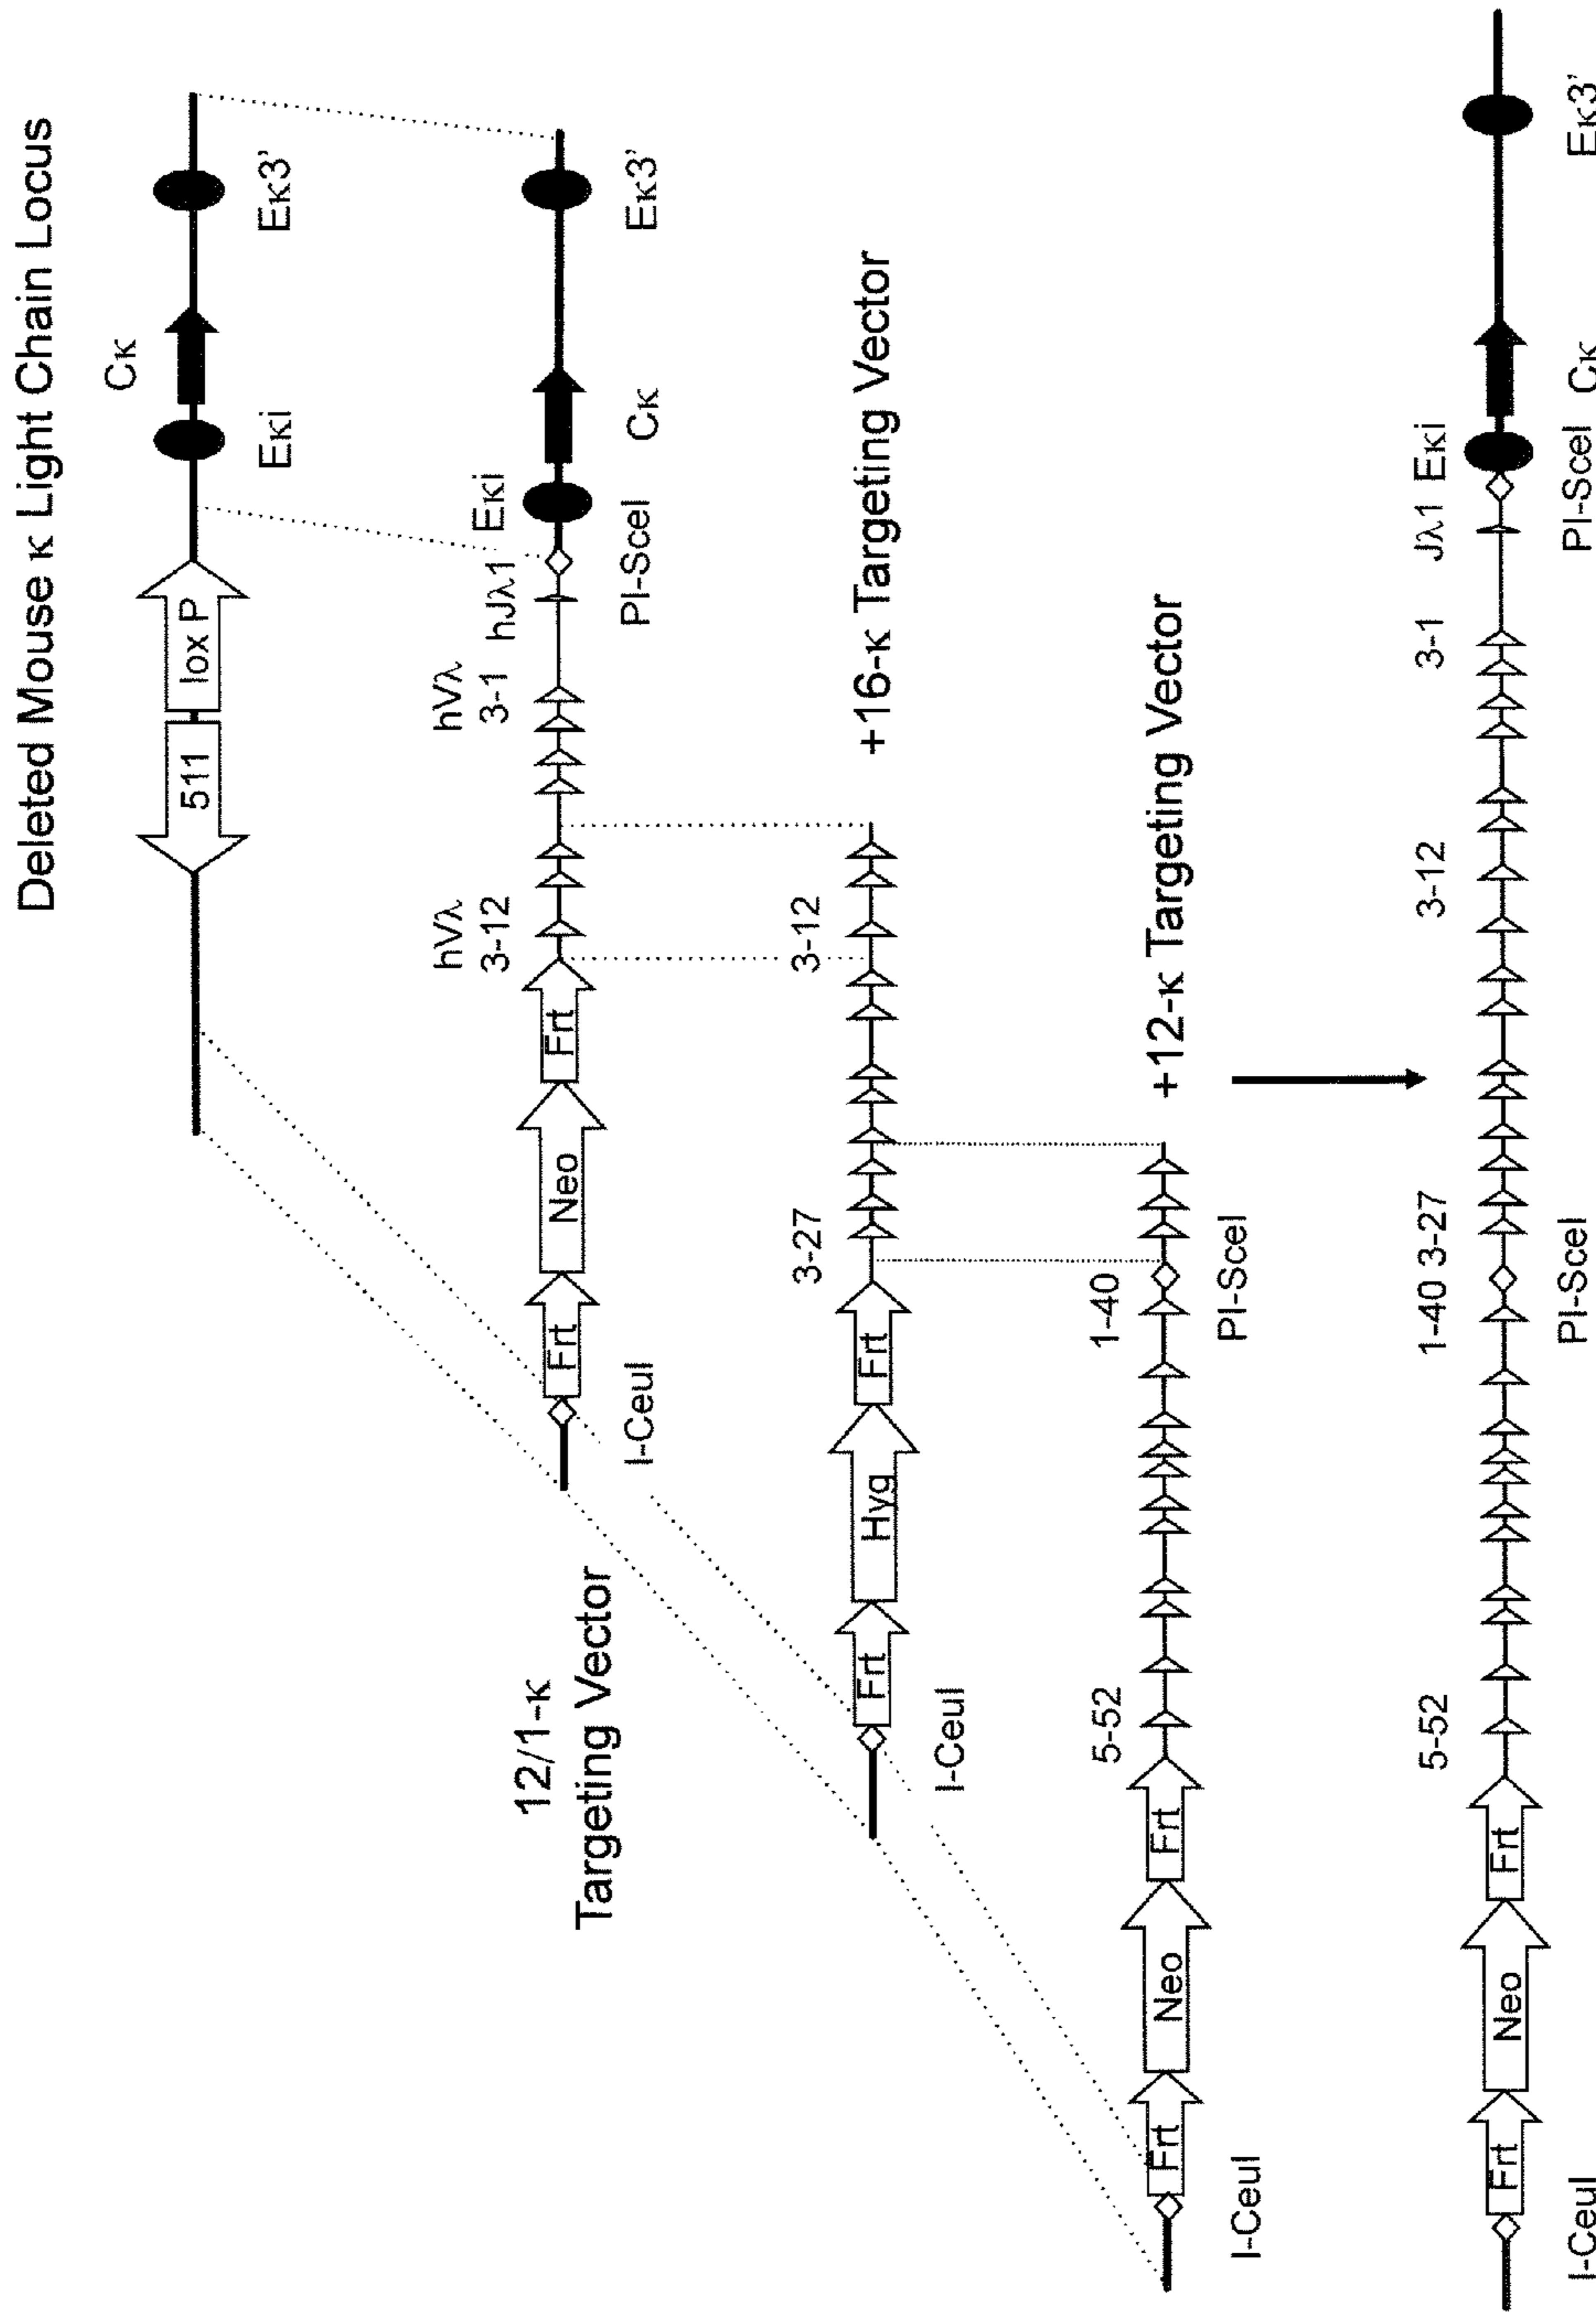 Deleted Mouse κ Light Chain Locus
511
lox P
Cκ
Eκi
Eκ3'
12/1-κ
Targeting Vector
I-CeuI
Frt
Neo
Frt
hVλ
3-12
hVλ
3-1
hJλ1
Eκi
PI-SceI
Cκ
Eκ3'
+16-κ Targeting Vector
I-CeuI
Frt
Hyg
Frt
3-27
3-12
+12-κ Targeting Vector
I-CeuI
Frt
Neo
Frt
5-52
1-40
PI-SceI
I-CeuI
Frt
Neo
Frt
5-52
1-40 3-27
PI-SceI
3-12
3-1
Jλ1 Eκi
PI-SceI Cκ
Eκ3'